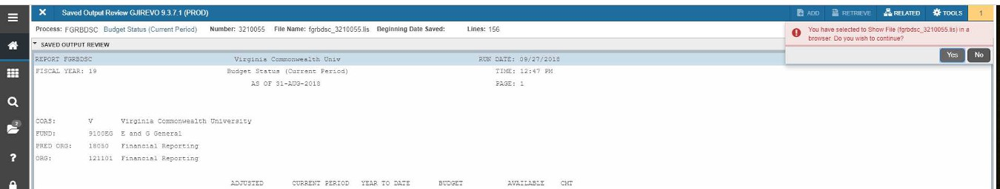 Saved Output Review GJIREVO 9.3.7.1 (PROD)
ADD RETRIEVE RELATED TOOLS 1
Process: FGRBDSC Budget Status (Current Period) Number: 3210055 File Name: fgrbdsc_3210055.lis Beginning Date Saved: Lines: 156
You have selected to Show File (fgrbdsc_3210055.lis) in a
browser. Do you wish to continue?
Yes No
SAVED OUTPUT REVIEW
REPORT FGRBDSC Virginia Commonwealth Univ RUN DATE: 09/27/2018
FISCAL YEAR: 19 Budget Status (Current Period) TIME: 12:47 PM
AS OF 31-AUG-2018 PAGE: 1
COAS: V Virginia Commonwealth University
FUND: 9100EG E and G General
PRED ORG: 18050 Financial Reporting
ORG: 121101 Financial Reporting
ADJUSTED CURRENT PERIOD YEAR TO DATE BUDGET AVAILABLE CMT
?
?